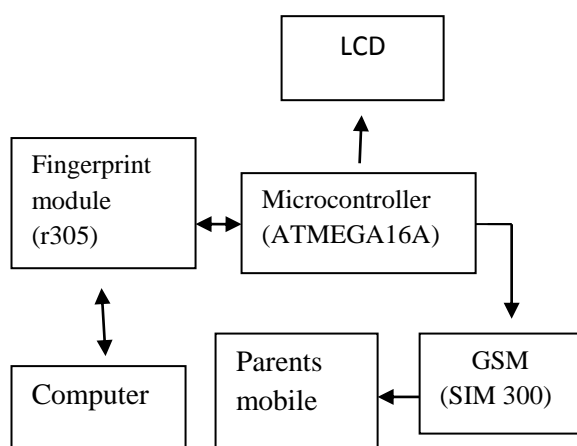 LCD
Fingerprint
module
(r305)
Microcontroller
(ATMEGA16A)
Computer
Parents
mobile
GSM
(SIM 300)